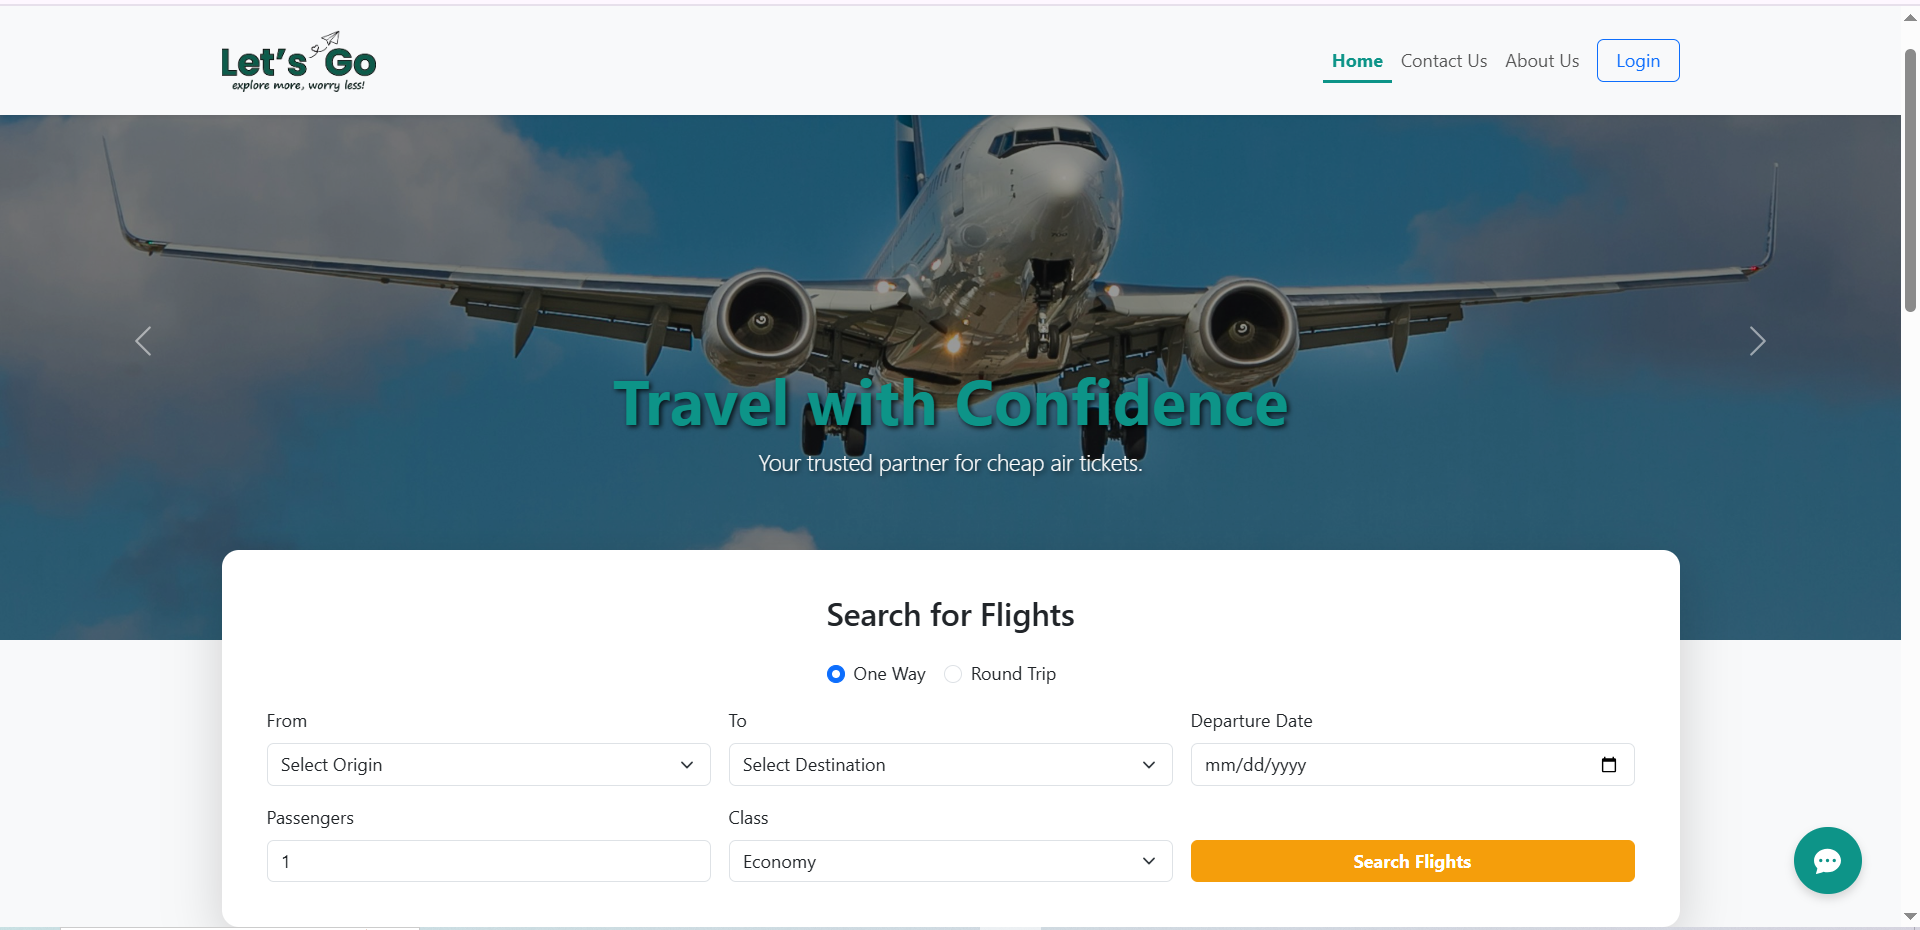 Let's Go
explore more, worry less!
Home Contact Us About Us Login
Travel with Confidence
Your trusted partner for cheap air tickets.
Search for Flights
One Way Round Trip
From To Departure Date
Select Origin Select Destination mm/dd/yyyy
Passengers Class
1 Economy Search Flights